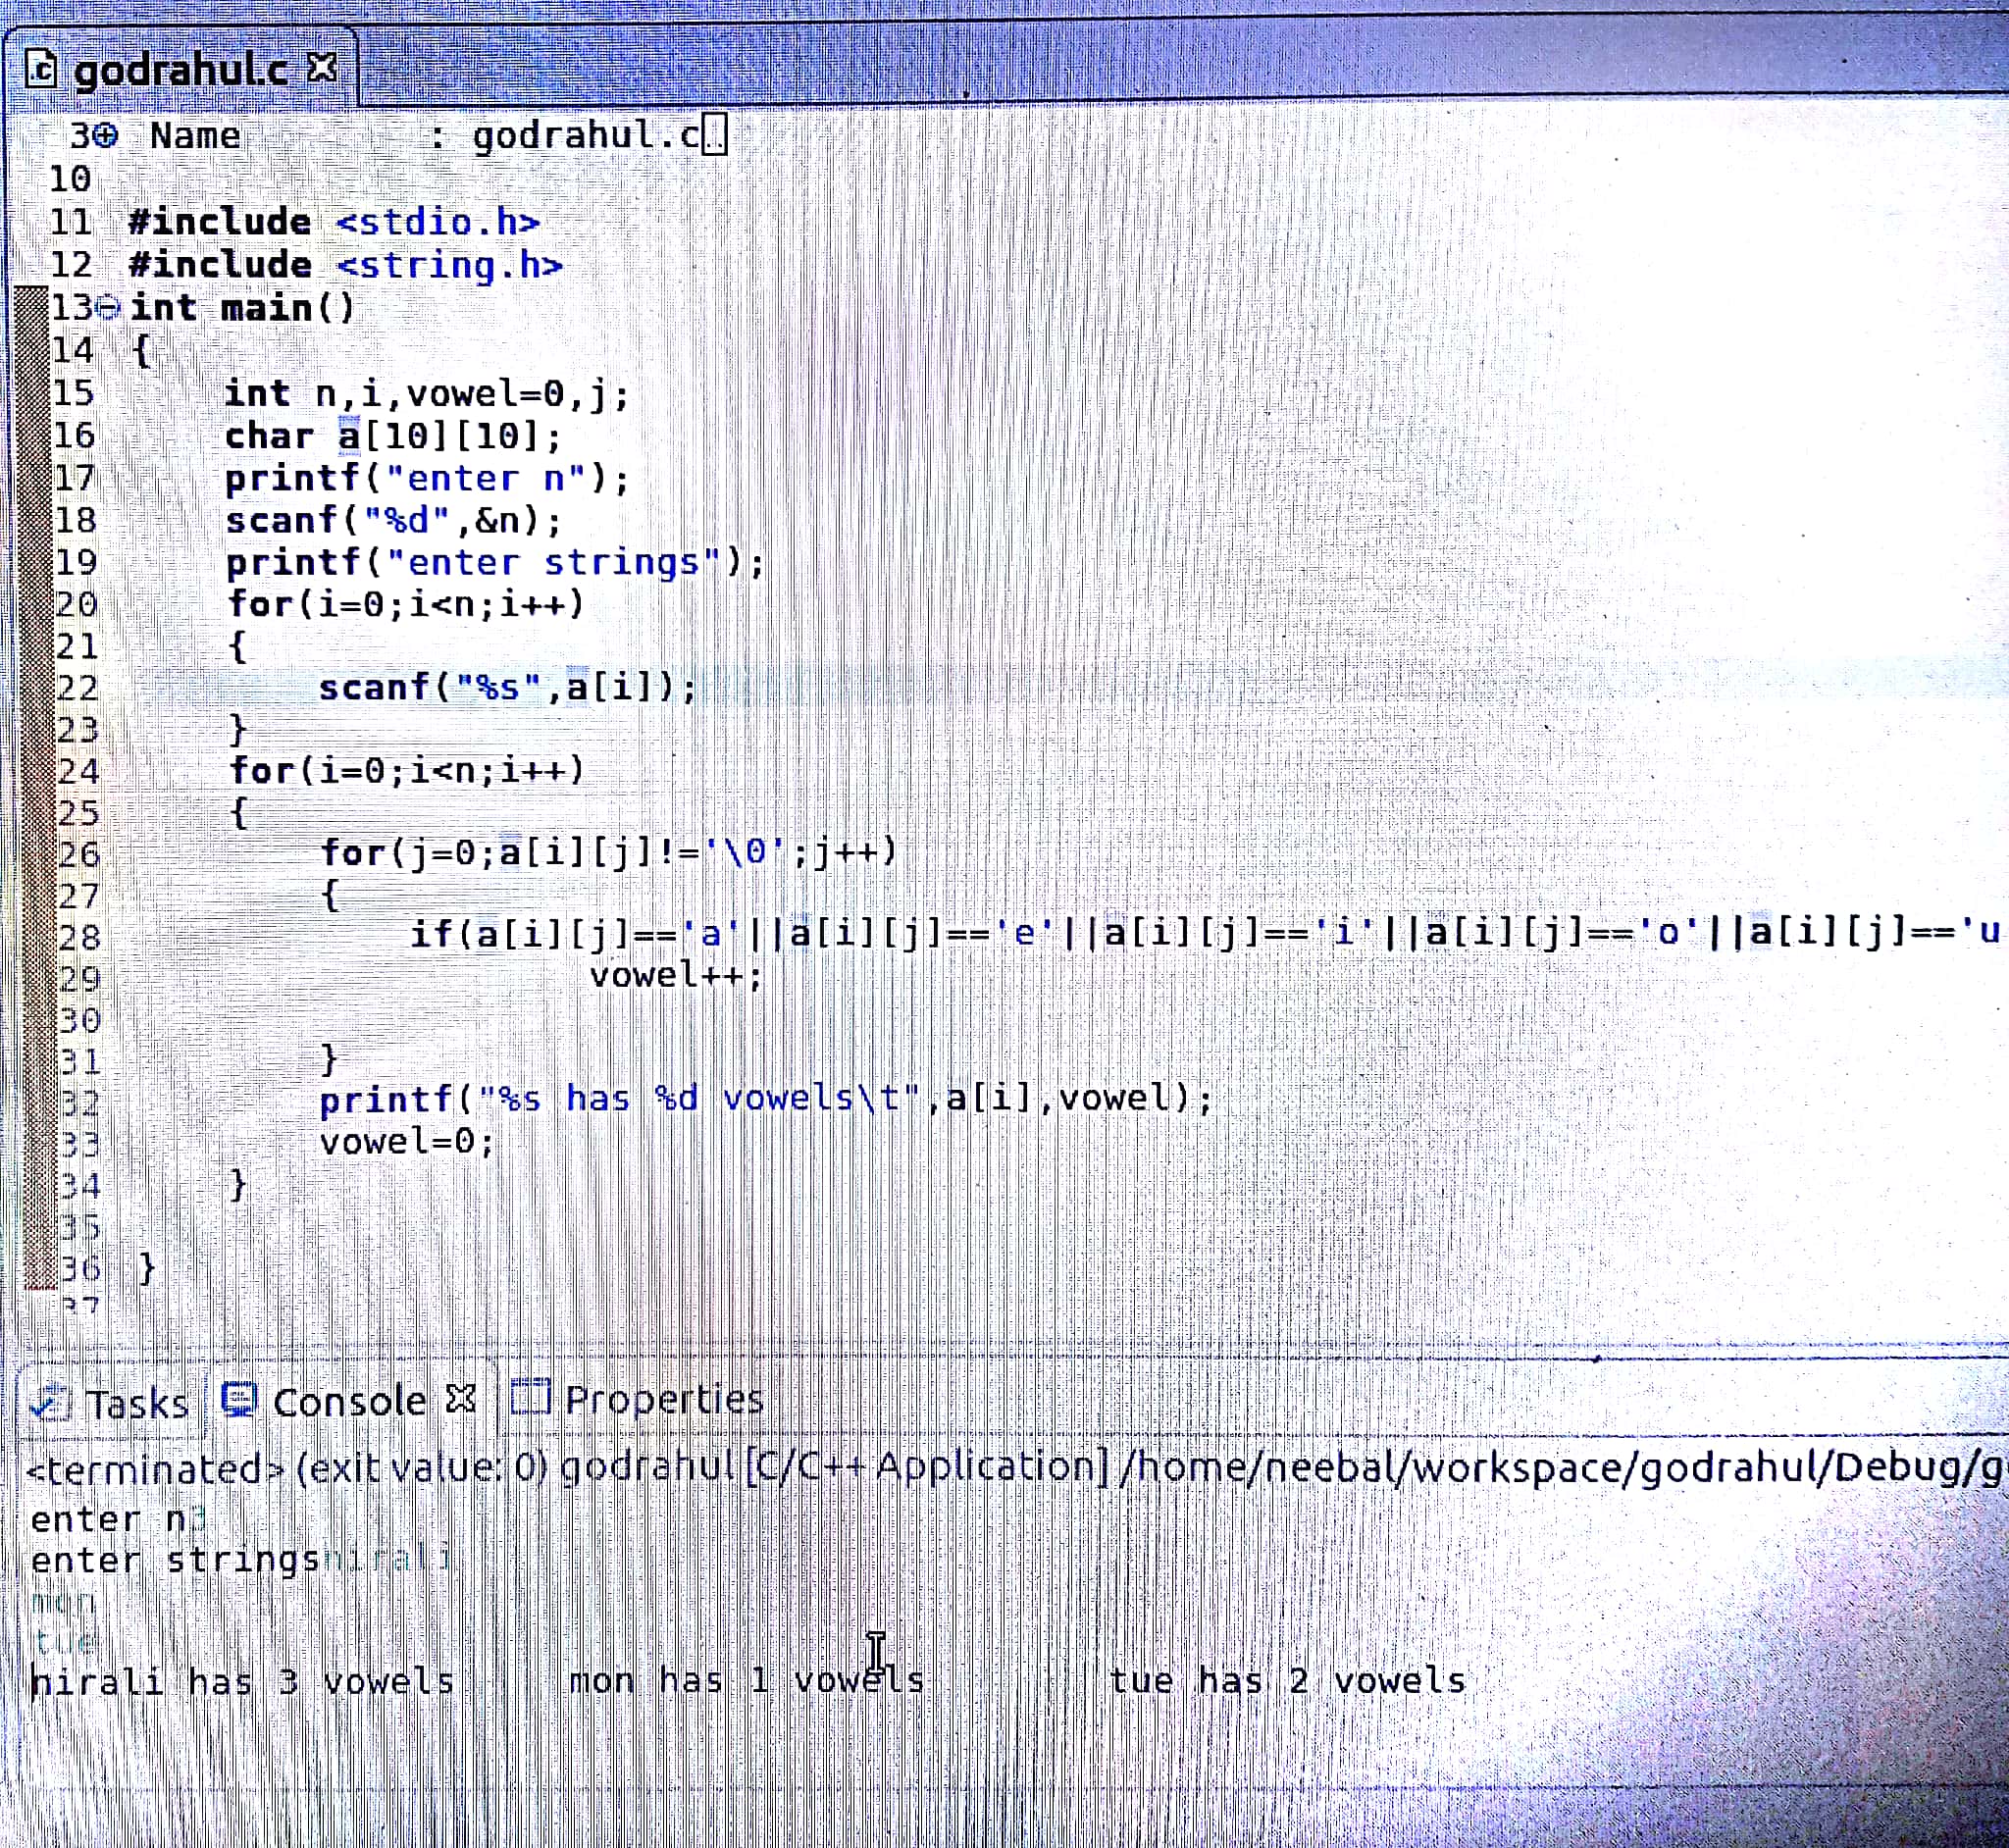 godrahul.c
3 Name : godrahul.c
10
11 #include <stdio.h>
12 #include <string.h>
13 int main()
14 {
15 int n,i,vowel=0,j;
16 char a[10][10];
17 printf("enter n");
18 scanf("%d",&n);
19 printf("enter strings");
20 for(i=0;i<n;i++)
21 {
22 scanf("%s",a[i]);
23 }
24 for(i=0;i<n;i++)
25 {
26 for(j=0;a[i][j]!='\0';j++)
27 {
28 if(a[i][j]=='a'||a[i][j]=='e'||a[i][j]=='i'||a[i][j]=='o'||a[i][j]=='u
29 vowel++;
30
31 }
32 printf("%s has %d vowels\t",a[i],vowel);
33 vowel=0;
34 }
35
36 }
37
Tasks Console Properties
<terminated> (exit value: 0) godrahul [C/C++ Application] /home/neebal/workspace/godrahul/Debug/g
enter n
enter stringshirali
mon
tue
hirali has 3 vowels mon has 1 vowels tue has 2 vowels